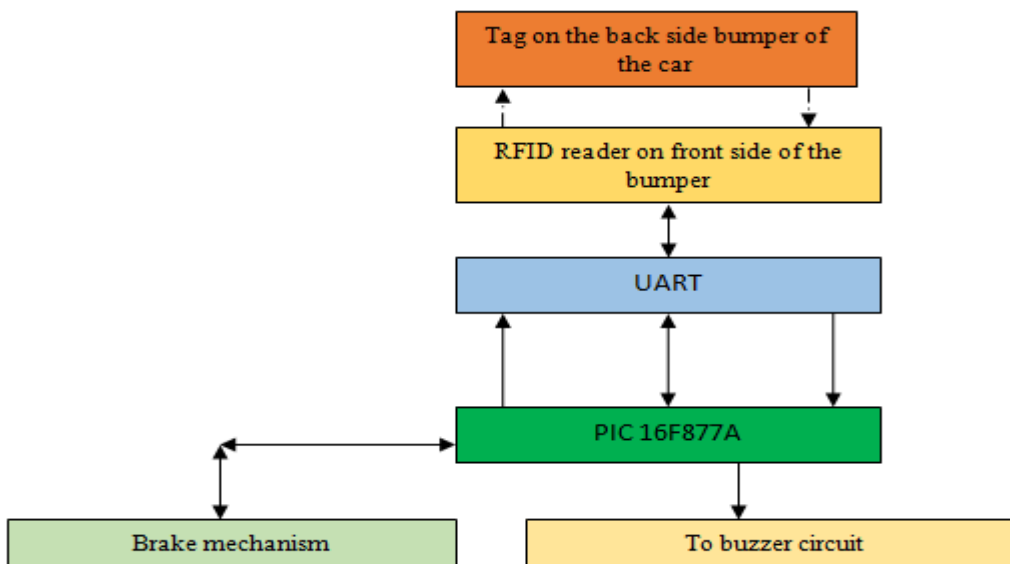 Tag on the back side bumper of
the car
RFID reader on front side of the
bumper
UART
PIC 16F877A
Brake mechanism
To buzzer circuit